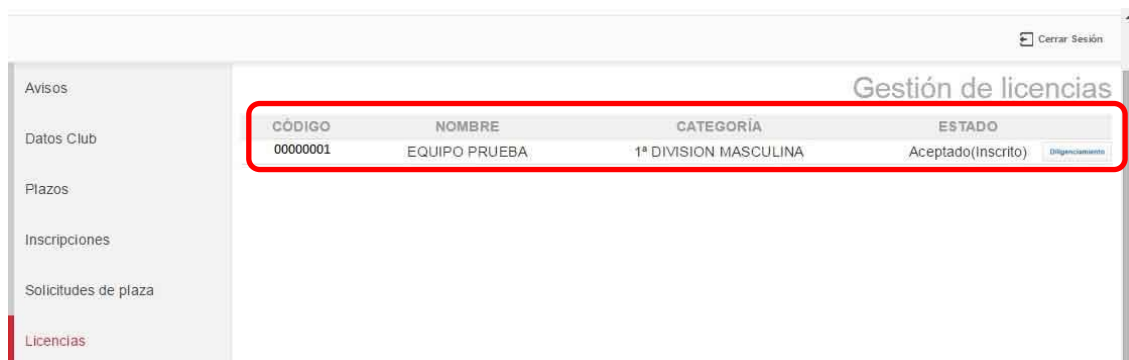 Cerrar Sesión
Avisos
Datos Club
Plazos
Inscripciones
Solicitudes de plaza
Licencias
Gestión de licencias
CÓDIGO NOMBRE CATEGORÍA ESTADO
00000001 EQUIPO PRUEBA 1ª DIVISION MASCULINA Aceptado(Inscrito) Diligenciamiento